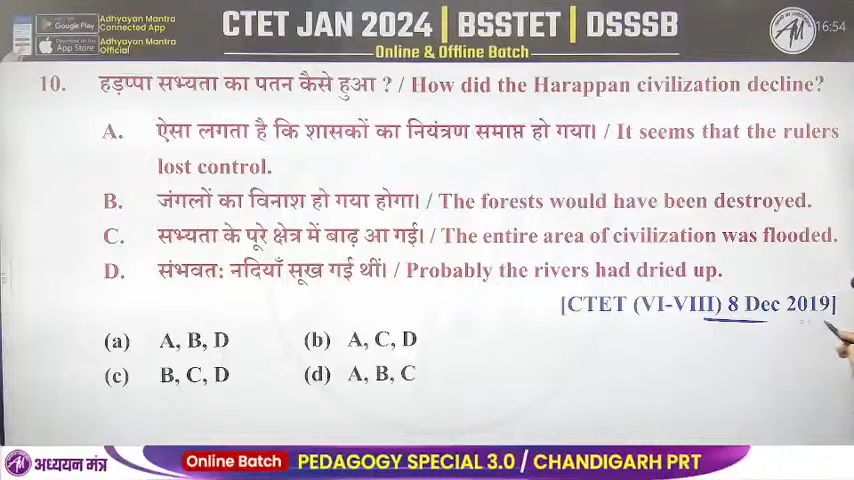 Google Play
App Store
Adhyayan Mantra
Connected App
Adhyayan Mantra
Official
CTET JAN 2024 | BSSTET | DSSSB
Online & Offline Batch
16:54
10. हड़प्पा सभ्यता का पतन कैसे हुआ ? / How did the Harappan civilization decline?
A. ऐसा लगता है कि शासकों का नियंत्रण समाप्त हो गया। / It seems that the rulers
lost control.
B. जंगलों का विनाश हो गया होगा। / The forests would have been destroyed.
C. सभ्यता के पूरे क्षेत्र में बाढ़ आ गई। / The entire area of civilization was flooded.
D. संभवत: नदियाँ सूख गई थीं। / Probably the rivers had dried up.
[CTET (VI-VIII) 8 Dec 2019]
(a) A, B, D (b) A, C, D
(c) B, C, D (d) A, B, C
अध्ययन मंत्र
Online Batch PEDAGOGY SPECIAL 3.0 / CHANDIGARH PRT